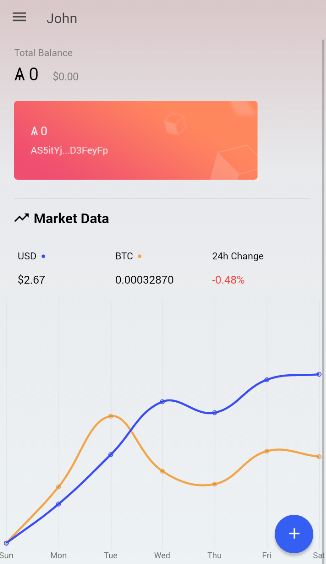 John
Total Balance
Ѧ 0 $0.00
Ѧ 0
AS5itYj...D3FeyFp
Market Data
USD BTC 24h Change
$2.67 0.00032870 -0.48%
Sun Mon Tue Wed Thu Fri Sat
+